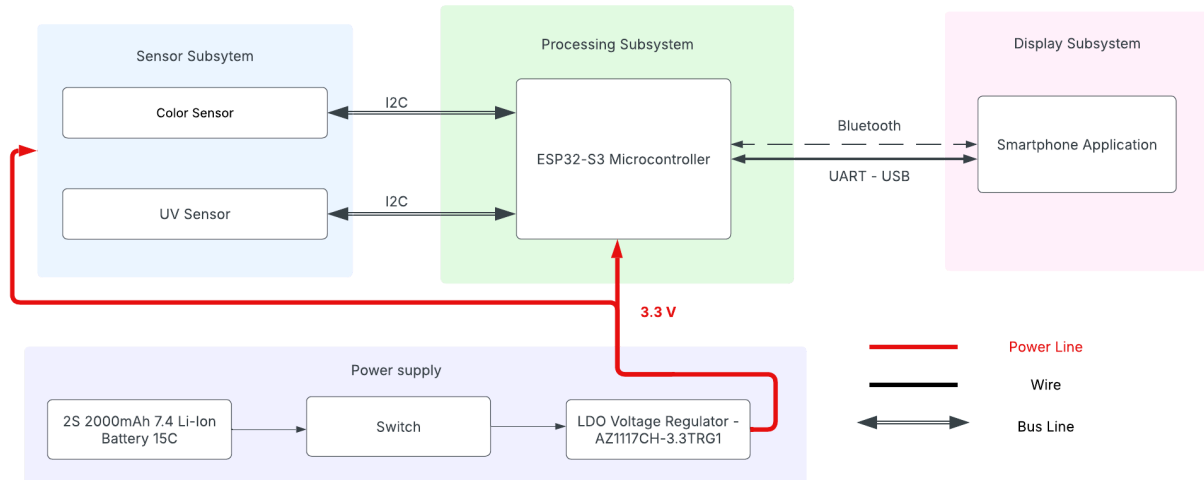 Sensor Subsytem
Color Sensor
UV Sensor
I2C
I2C
Processing Subsystem
ESP32-S3 Microcontroller
Bluetooth
UART - USB
Display Subsystem
Smartphone Application
3.3 V
Power supply
2S 2000mAh 7.4 Li-Ion
Battery 15C
Switch
LDO Voltage Regulator -
AZ1117CH-3.3TRG1
Power Line
Wire
Bus Line